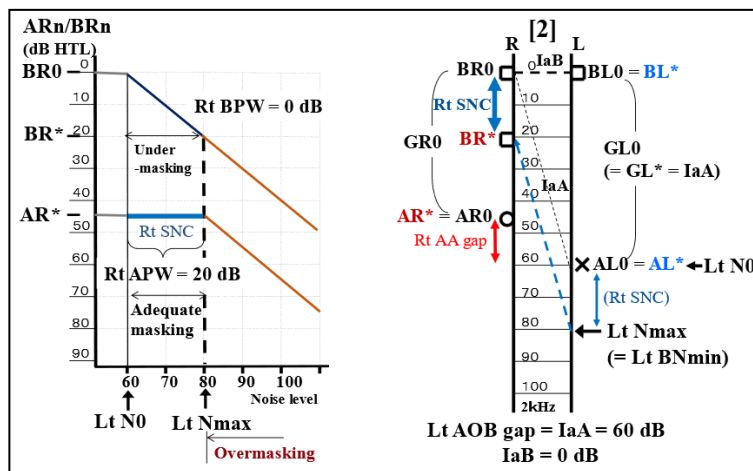 ARn/BRn
(dB HTL)
BR0
0
10
BR*
20
30
AR*
40
50
60
70
80
90
Rt BPW = 0 dB
Under
-masking
Rt SNC
Rt APW = 20 dB
Adequate
masking
60 70 80 90 100
Noise level
Lt N0
Lt Nmax
Overmasking
[2]
R L
IaB
BR0
BL0 = BL*
0
10
Rt SNC
20
BR*
GR0
30
GL0
(= GL* = IaA)
IaA
40
AR* = AR0
50
Rt AA gap
60
AL0 = AL*
Lt N0
70
(Rt SNC)
80
Lt Nmax
(= Lt BNmin)
90
100
2kHz
Lt AOB gap = IaA = 60 dB
IaB = 0 dB